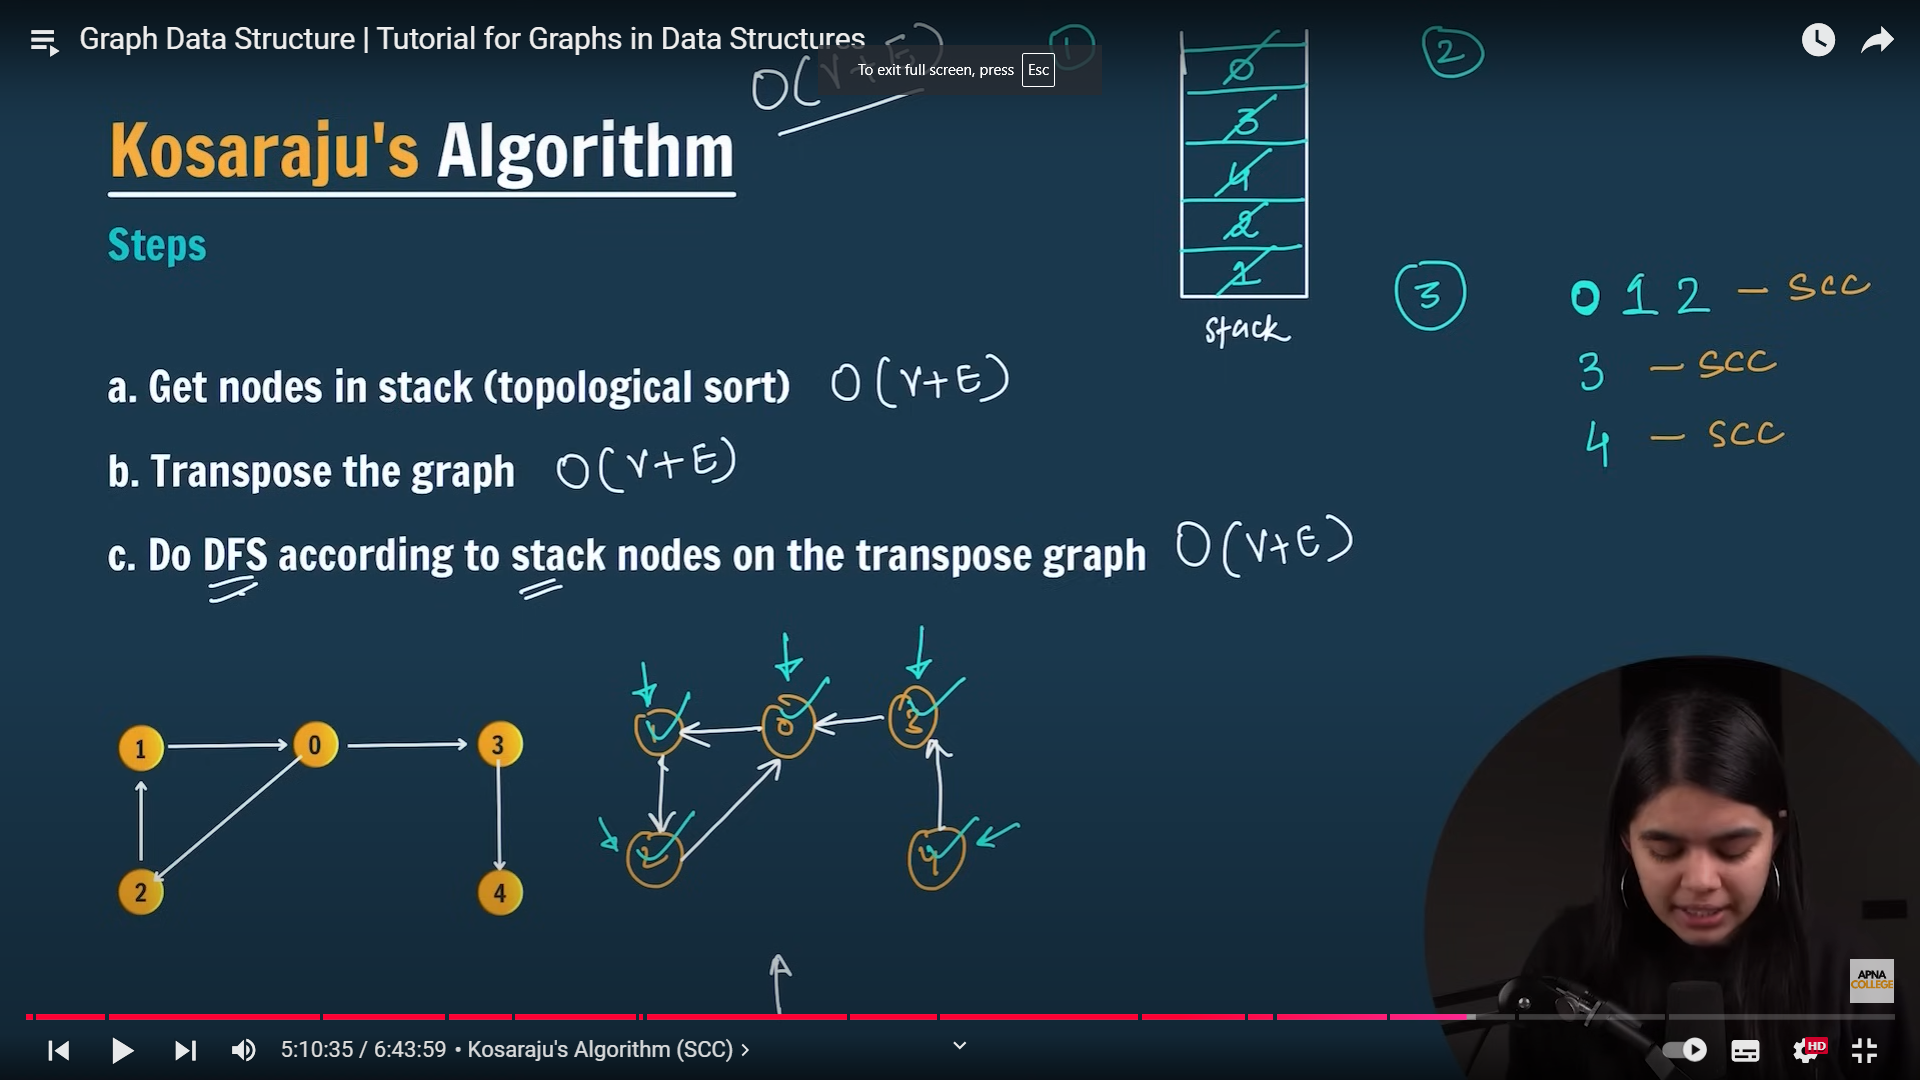 Graph Data Structure | Tutorial for Graphs in Data Structures
To exit full screen, press Esc
O(V+E)
1
2
Kosaraju's Algorithm
Steps
0
3
4
2
1
stack
3
0 1 2 — SCC
3 — SCC
4 — SCC
a. Get nodes in stack (topological sort) O(V+E)
b. Transpose the graph O(V+E)
c. Do DFS according to stack nodes on the transpose graph O(V+E)
1 0 3
2 4
1 0 3
2 4
APNA
COLLEGE
5:10:35 / 6:43:59 • Kosaraju's Algorithm (SCC) >
HD